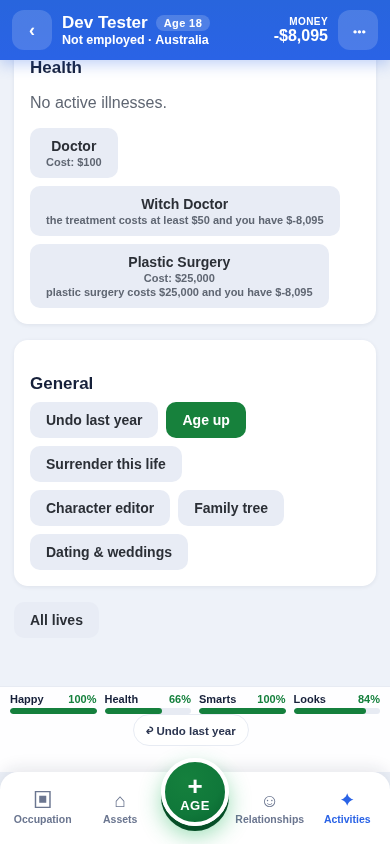 Dev Tester Age 18
Not employed · Australia
MONEY
-$8,095
Health
No active illnesses.
Doctor
Cost: $100
Witch Doctor
the treatment costs at least $50 and you have $-8,095
Plastic Surgery
Cost: $25,000
plastic surgery costs $25,000 and you have $-8,095
General
Undo last year Age up
Surrender this life
Character editor Family tree
Dating & weddings
All lives
Happy 100% Health 66% Smarts 100% Looks 84%
Undo last year
+
AGE
Occupation Assets Relationships Activities